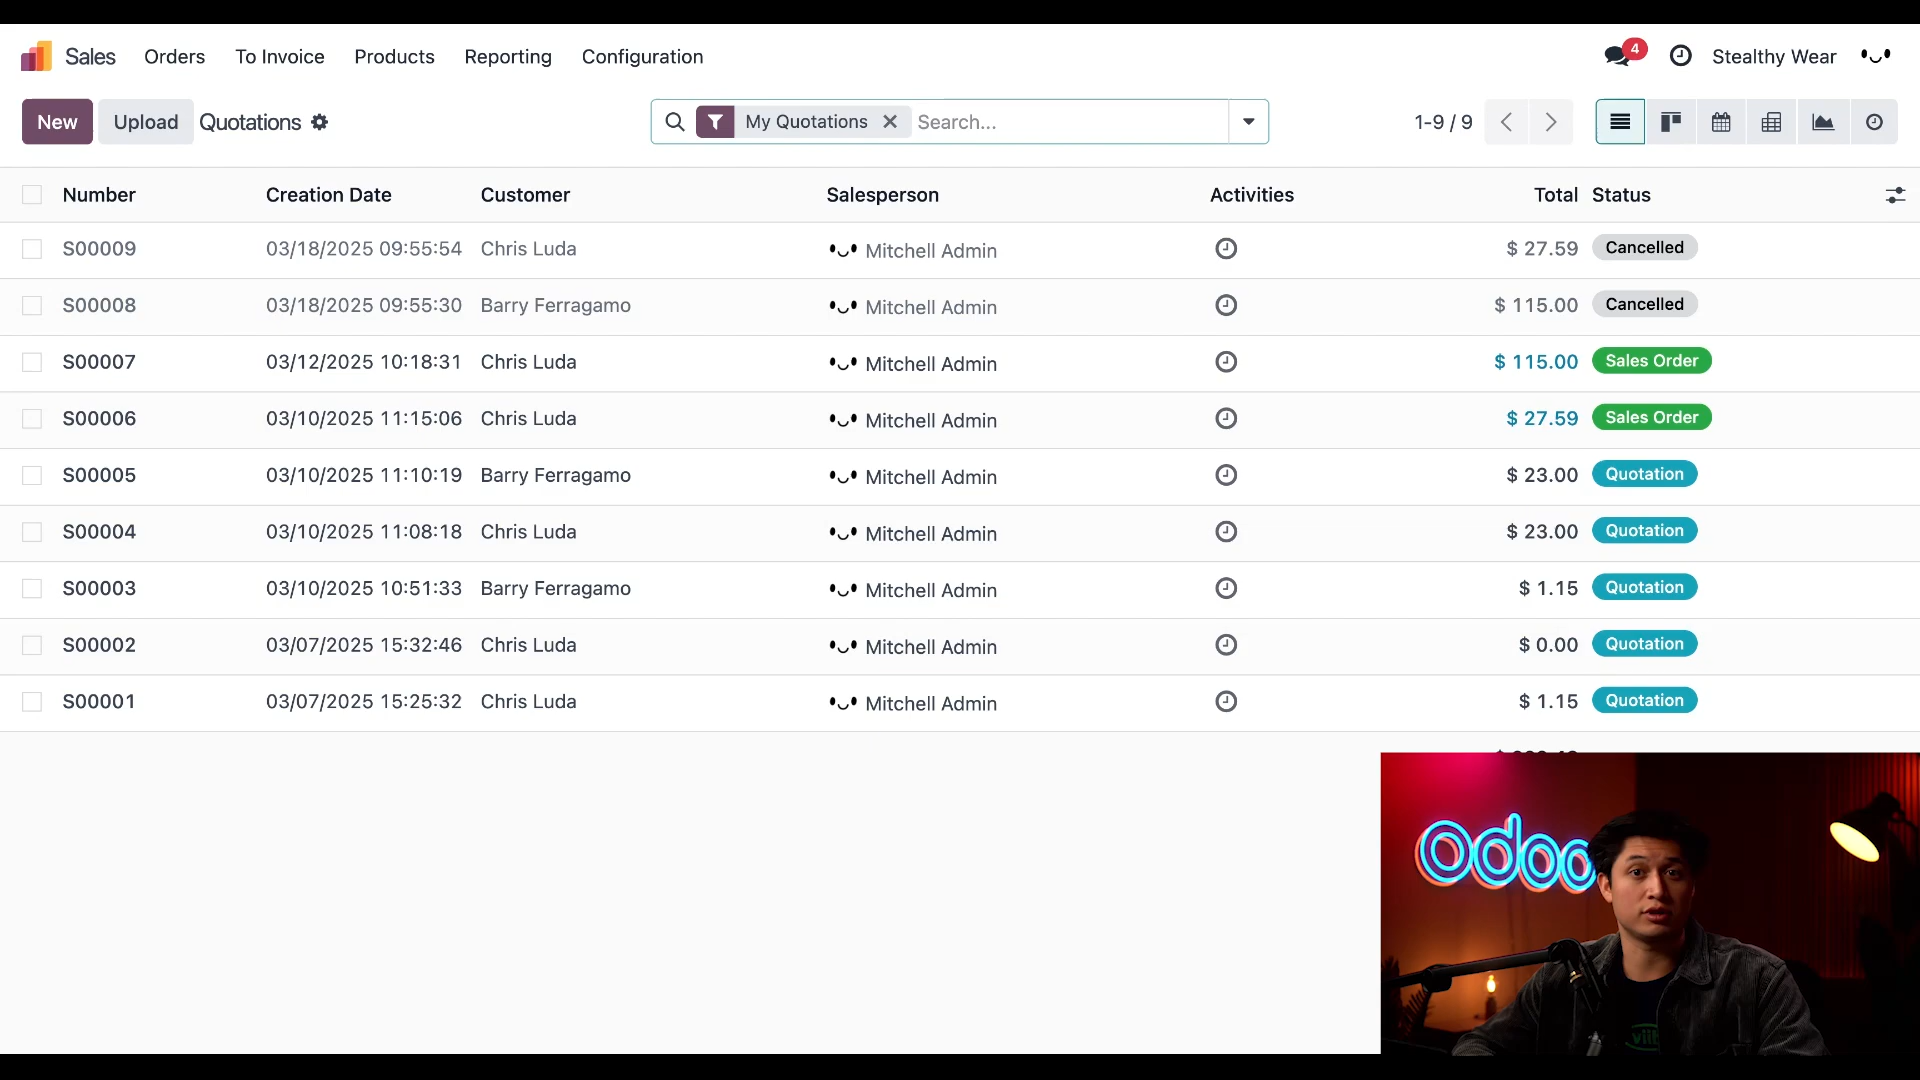 Sales Orders To Invoice Products Reporting Configuration 4 Stealthy Wear
New Upload Quotations My Quotations Search... 1-9 / 9
Number Creation Date Customer Salesperson Activities Total Status
S00009 03/18/2025 09:55:54 Chris Luda Mitchell Admin $ 27.59 Cancelled
S00008 03/18/2025 09:55:30 Barry Ferragamo Mitchell Admin $ 115.00 Cancelled
S00007 03/12/2025 10:18:31 Chris Luda Mitchell Admin $ 115.00 Sales Order
S00006 03/10/2025 11:15:06 Chris Luda Mitchell Admin $ 27.59 Sales Order
S00005 03/10/2025 11:10:19 Barry Ferragamo Mitchell Admin $ 23.00 Quotation
S00004 03/10/2025 11:08:18 Chris Luda Mitchell Admin $ 23.00 Quotation
S00003 03/10/2025 10:51:33 Barry Ferragamo Mitchell Admin $ 1.15 Quotation
S00002 03/07/2025 15:32:46 Chris Luda Mitchell Admin $ 0.00 Quotation
S00001 03/07/2025 15:25:32 Chris Luda Mitchell Admin $ 1.15 Quotation
odoo